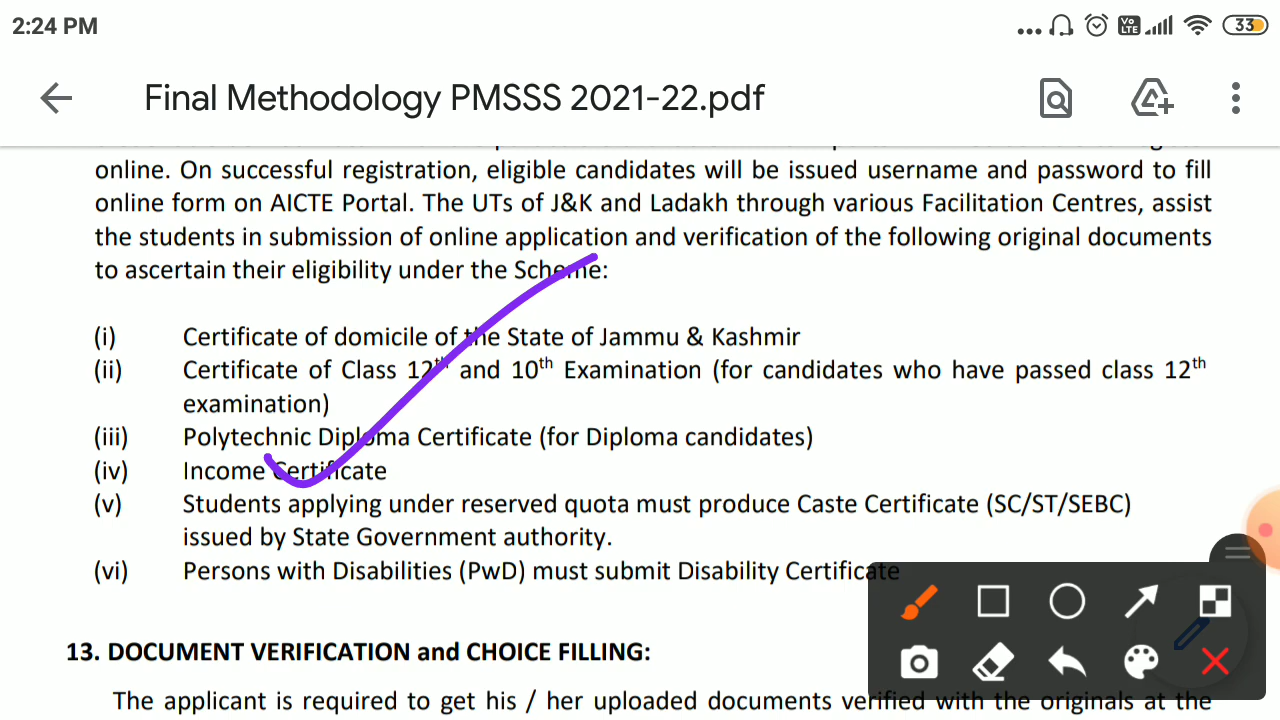 2:24 PM
Vo LTE
33
Final Methodology PMSSS 2021-22.pdf
online. On successful registration, eligible candidates will be issued username and password to fill
online form on AICTE Portal. The UTs of J&K and Ladakh through various Facilitation Centres, assist
the students in submission of online application and verification of the following original documents
to ascertain their eligibility under the Scheme:
(i) Certificate of domicile of the State of Jammu & Kashmir
(ii) Certificate of Class 12th and 10th Examination (for candidates who have passed class 12th
examination)
(iii) Polytechnic Diploma Certificate (for Diploma candidates)
(iv) Income Certificate
(v) Students applying under reserved quota must produce Caste Certificate (SC/ST/SEBC)
issued by State Government authority.
(vi) Persons with Disabilities (PwD) must submit Disability Certificate
13. DOCUMENT VERIFICATION and CHOICE FILLING:
The applicant is required to get his / her uploaded documents verified with the originals at the